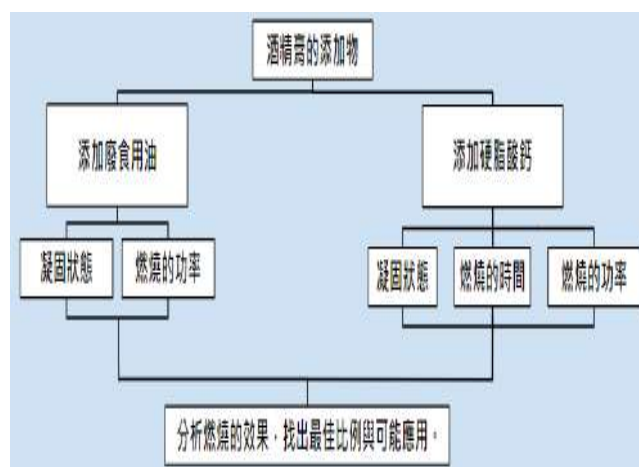 酒精膏的添加物
添加廢食用油
添加硬脂酸鈣
凝固狀態
燃燒的功率
凝固狀態
燃燒的時間
燃燒的功率
分析燃燒的效果，找出最佳比例與可能應用。